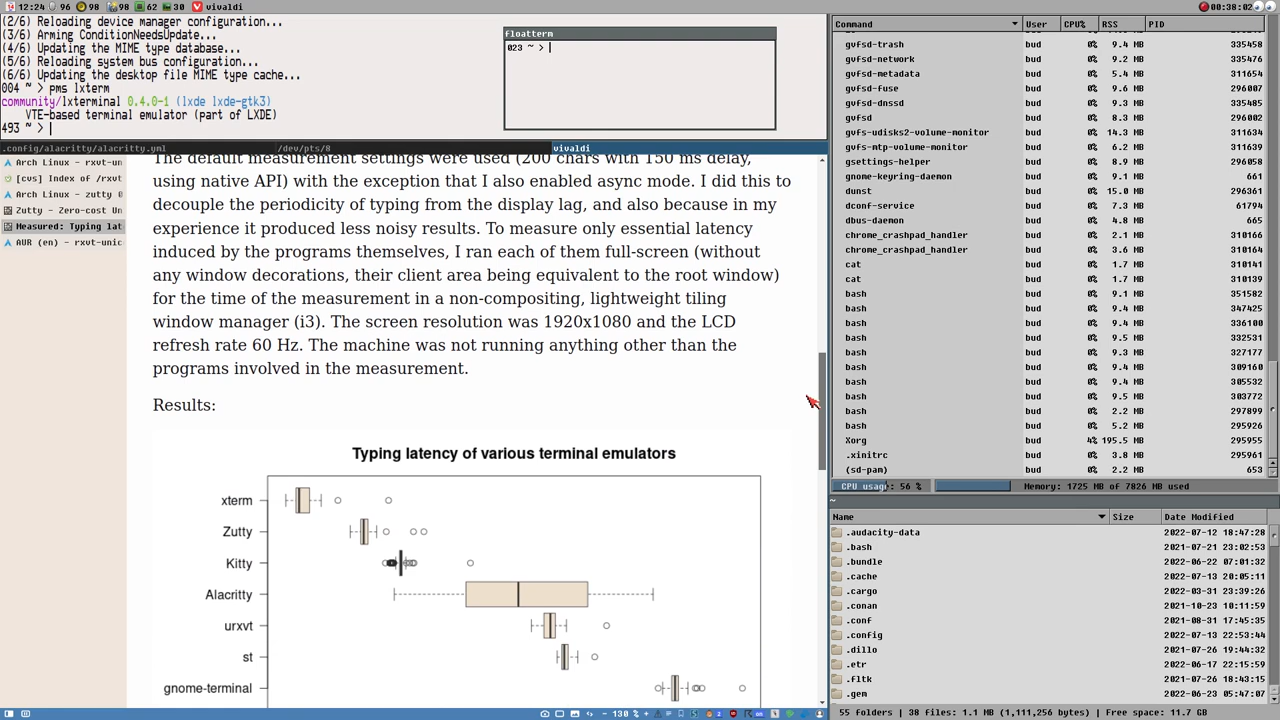 12:24 96 98 98 62 30 vivaldi
00:38:02
(2/6) Reloading device manager configuration...
(3/6) Arming ConditionNeedsUpdate...
(4/6) Updating the MIME type database...
(5/6) Reloading system bus configuration...
(6/6) Updating the desktop file MIME type cache...
004 ~ > pms lxterm
community/lxterminal 0.4.0-1 (lxde lxde-gtk3)
VTE-based terminal emulator (part of LXDE)
493 ~ >
floatterm
023 ~ >
.config/alacritty/alacritty.yml /dev/pts/8 vivaldi
Arch Linux - rxvt-unic
[cvs] Index of /rxvt
Arch Linux - zutty 0
Zutty - Zero-cost Un
Measured: Typing lat
AUR (en) - rxvt-unic
The default measurement settings were used (200 chars with 150 ms delay,
using native API) with the exception that I also enabled async mode. I did this to
decouple the periodicity of typing from the display lag, and also because in my
experience it produced less noisy results. To measure only essential latency
induced by the programs themselves, I ran each of them full-screen (without
any window decorations, their client area being equivalent to the root window)
for the time of the measurement in a non-compositing, lightweight tiling
window manager (i3). The screen resolution was 1920x1080 and the LCD
refresh rate 60 Hz. The machine was not running anything other than the
programs involved in the measurement.
Results:
Typing latency of various terminal emulators
xterm
Zutty
Kitty
Alacritty
urxvt
st
gnome-terminal
130 %
Command User CPU% RSS PID
gvfsd-trash bud 0% 9.4 MB 335458
gvfsd-network bud 0% 9.2 MB 335476
gvfsd-metadata bud 0% 5.4 MB 311654
gvfsd-fuse bud 0% 9.6 MB 296007
gvfsd-dnssd bud 0% 9.3 MB 335485
gvfsd bud 0% 8.3 MB 296002
gvfs-udisks2-volume-monitor bud 0% 14.3 MB 311634
gvfs-mtp-volume-monitor bud 0% 6.2 MB 311639
gsettings-helper bud 0% 8.9 MB 296058
gnome-keyring-daemon bud 0% 9.1 MB 661
dunst bud 0% 15.0 MB 296361
dconf-service bud 0% 7.3 MB 61794
dbus-daemon bud 0% 4.8 MB 665
chrome_crashpad_handler bud 0% 2.1 MB 310166
chrome_crashpad_handler bud 0% 3.6 MB 310164
cat bud 0% 1.7 MB 310141
cat bud 0% 1.7 MB 310139
bash bud 0% 9.1 MB 351582
bash bud 0% 9.4 MB 347425
bash bud 0% 9.4 MB 336100
bash bud 0% 9.5 MB 332531
bash bud 0% 9.3 MB 327177
bash bud 0% 9.4 MB 309160
bash bud 0% 9.4 MB 305532
bash bud 0% 9.5 MB 303772
bash bud 0% 2.2 MB 297899
bash bud 0% 5.2 MB 295926
Xorg bud 4% 195.5 MB 295955
.xinitrc bud 0% 3.8 MB 295961
(sd-pam) bud 0% 2.2 MB 653
CPU usage: 56 % Memory: 1725 MB of 7826 MB used
~
Name Size Date Modified
.audacity-data 2022-07-12 18:47:28
.bash 2021-07-21 23:02:53
.bundle 2022-06-22 07:01:32
.cache 2022-07-13 20:05:11
.cargo 2022-03-31 23:39:26
.conan 2021-10-23 10:11:59
.conf 2021-08-31 17:35
.config 2022-07-13 22:53:4
.dillo 2021-07-26 19:44:32
.etr 2022-06-17 22:15:5
.fltk 2021-07-26 18:43:15
.gem 2022-06-23 05:47:07
55 folders | 38 files: 1.1 MB (1,111,256 bytes) | Free space: 11.7 GB